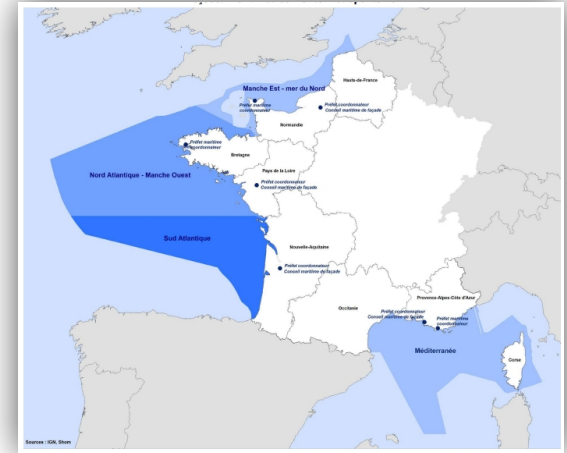 Hauts-de-France
Manche Est - mer du Nord
Préfet maritime
coordonnateur
Préfet coordonnateur
Conseil maritime de façade
Normandie
Préfet maritime
coordonnateur
Bretagne
Nord Atlantique - Manche Ouest
Pays de la Loire
Préfet coordonnateur
Conseil maritime de façade
Sud Atlantique
Nouvelle-Aquitaine
Préfet coordonnateur
Conseil maritime de façade
Provence-Alpes-Côte d'Azur
Occitanie
Préfet coordonnateur
Conseil maritime de façade
Préfet maritime
coordonnateur
Méditerranée
Corse
Sources : IGN, Shom